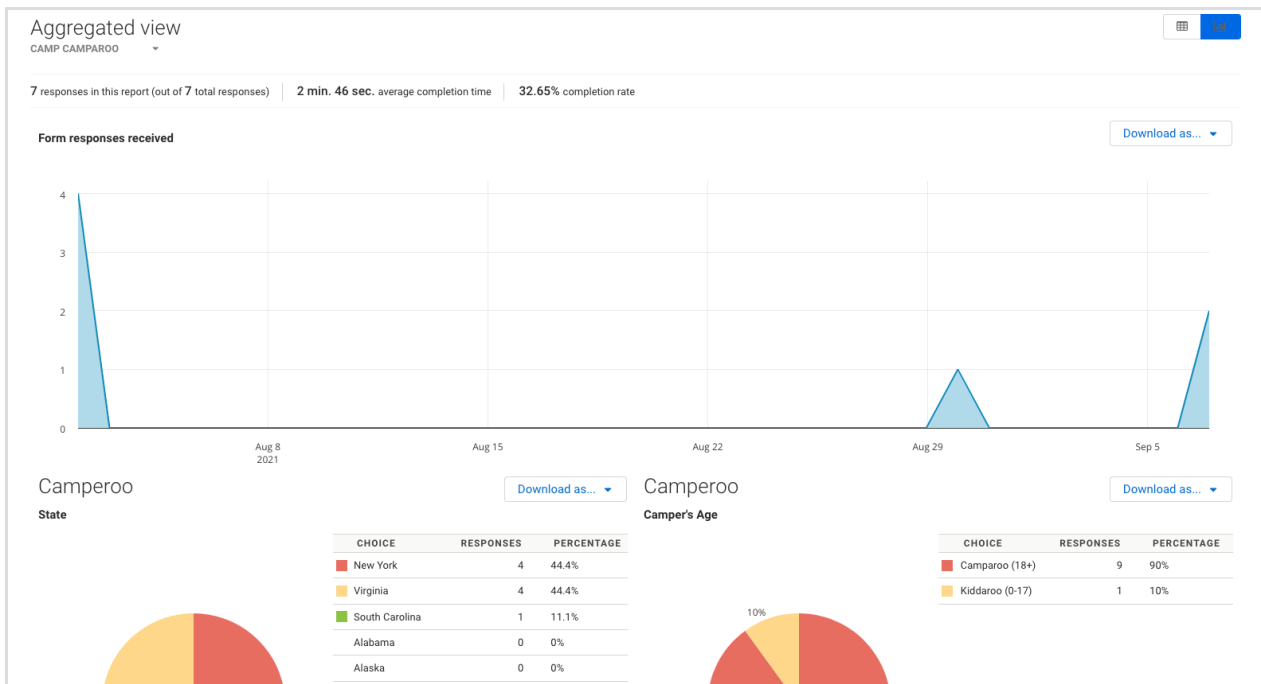 Aggregated view
CAMP CAMPAROO
7 responses in this report (out of 7 total responses) 2 min. 46 sec. average completion time 32.65% completion rate
Form responses received
Download as...
4
3
2
1
0
Aug 8
2021
Aug 15
Aug 22
Aug 29
Sep 5
Camperoo
Download as...
State
CHOICE RESPONSES PERCENTAGE
New York 4 44.4%
Virginia 4 44.4%
South Carolina 1 11.1%
Alabama 0 0%
Alaska 0 0%
Camperoo
Download as...
Camper's Age
CHOICE RESPONSES PERCENTAGE
Camparoo (18+) 9 90%
Kiddaroo (0-17) 1 10%
10%